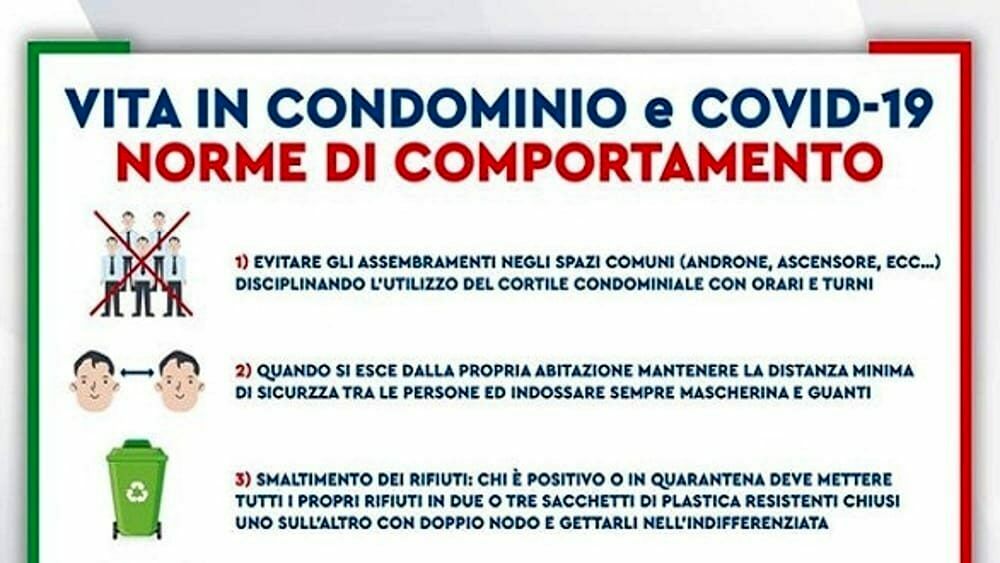 VITA IN CONDOMINIO e COVID-19
NORME DI COMPORTAMENTO
1) EVITARE GLI ASSEMBRAMENTI NEGLI SPAZI COMUNI (ANDRONE, ASCENSORE, ECC...)
DISCIPLINANDO L'UTILIZZO DEL CORTILE CONDOMINIALE CON ORARI E TURNI
2) QUANDO SI ESCE DALLA PROPRIA ABITAZIONE MANTENERE LA DISTANZA MINIMA
DI SICURZZA TRA LE PERSONE ED INDOSSARE SEMPRE MASCHERINA E GUANTI
3) SMALTIMENTO DEI RIFIUTI: CHI È POSITIVO O IN QUARANTENA DEVE METTERE
TUTTI I PROPRI RIFIUTI IN DUE O TRE SACCHETTI DI PLASTICA RESISTENTI CHIUSI
UNO SULL'ALTRO CON DOPPIO NODO E GETTARLI NELL'INDIFFERENZIATA